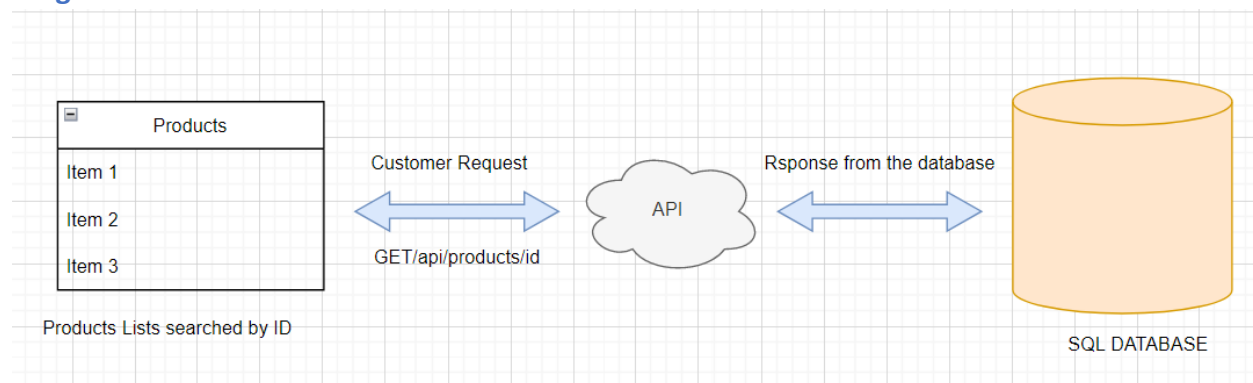 Products
Item 1
Item 2
Item 3
Products Lists searched by ID
Customer Request
GET/api/products/id
API
Rsponse from the database
SQL DATABASE